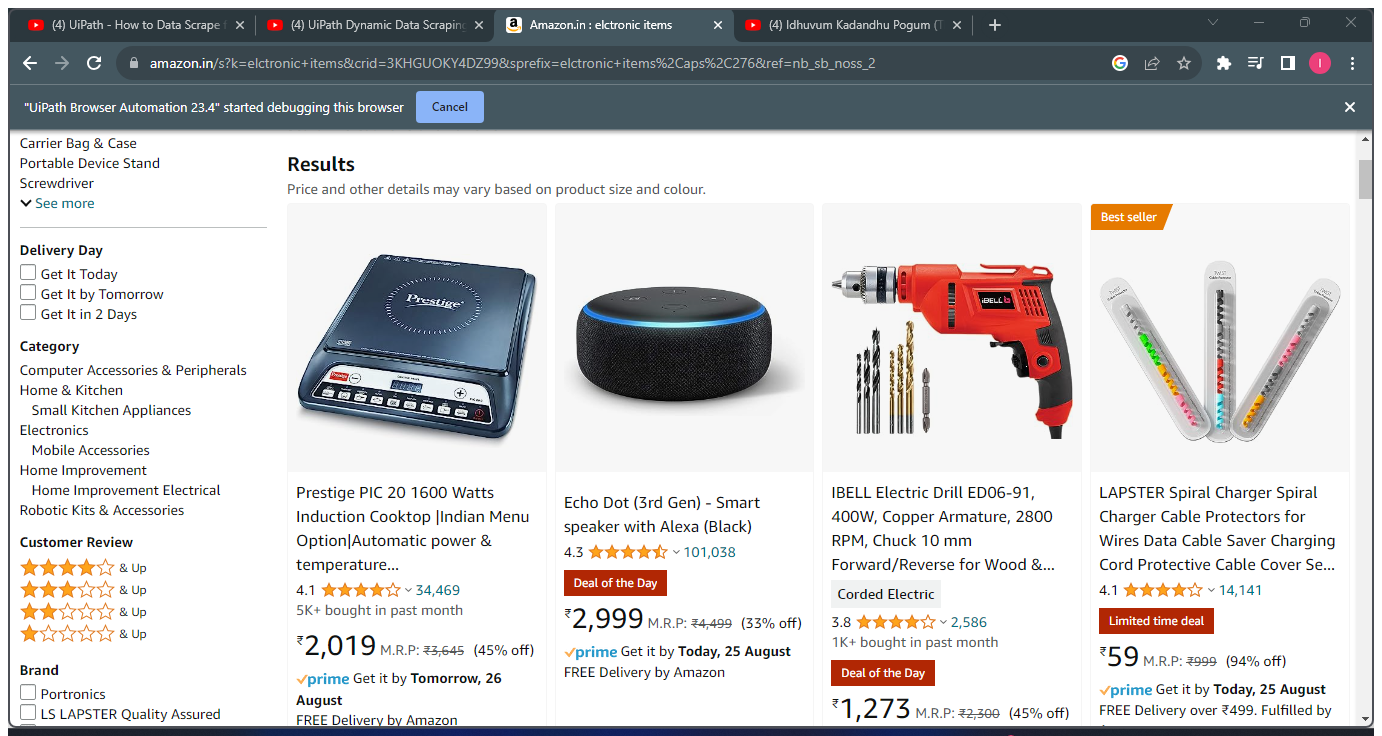 (4) UiPath - How to Data Scrape f
(4) UiPath Dynamic Data Scraping
Amazon.in : elctronic items
(4) Idhuvum Kadandhu Pogum (T
amazon.in/s?k=elctronic+items&crid=3KHGUOKY4DZ99&sprefix=elctronic+items%2Caps%2C276&ref=nb_sb_noss_2
I
"UiPath Browser Automation 23.4" started debugging this browser
Cancel
Carrier Bag & Case
Portable Device Stand
Screwdriver
See more
Delivery Day
Get It Today
Get It by Tomorrow
Get It in 2 Days
Category
Computer Accessories & Peripherals
Home & Kitchen
Small Kitchen Appliances
Electronics
Mobile Accessories
Home Improvement
Home Improvement Electrical
Robotic Kits & Accessories
Customer Review
& Up
& Up
& Up
& Up
Brand
Portronics
LS LAPSTER Quality Assured
Results
Price and other details may vary based on product size and colour.
Prestige
Prestige PIC 20 1600 Watts
Induction Cooktop |Indian Menu
Option|Automatic power &
temperature...
4.1 34,469
5K+ bought in past month
₹2,019 M.R.P: ₹3,645 (45% off)
prime Get it by Tomorrow, 26
August
FREE Delivery by Amazon
Echo Dot (3rd Gen) - Smart
speaker with Alexa (Black)
4.3 101,038
Deal of the Day
₹2,999 M.R.P: ₹4,499 (33% off)
prime Get it by Today, 25 August
FREE Delivery by Amazon
iBELL
IBELL Electric Drill ED06-91,
400W, Copper Armature, 2800
RPM, Chuck 10 mm
Forward/Reverse for Wood &...
Corded Electric
3.8 2,586
1K+ bought in past month
Deal of the Day
₹1,273 M.R.P: ₹2,300 (45% off)
Best seller
LAPSTER Spiral Charger Spiral
Charger Cable Protectors for
Wires Data Cable Saver Charging
Cord Protective Cable Cover Se...
4.1 14,141
Limited time deal
₹59 M.R.P: ₹999 (94% off)
prime Get it by Today, 25 August
FREE Delivery over ₹499. Fulfilled by